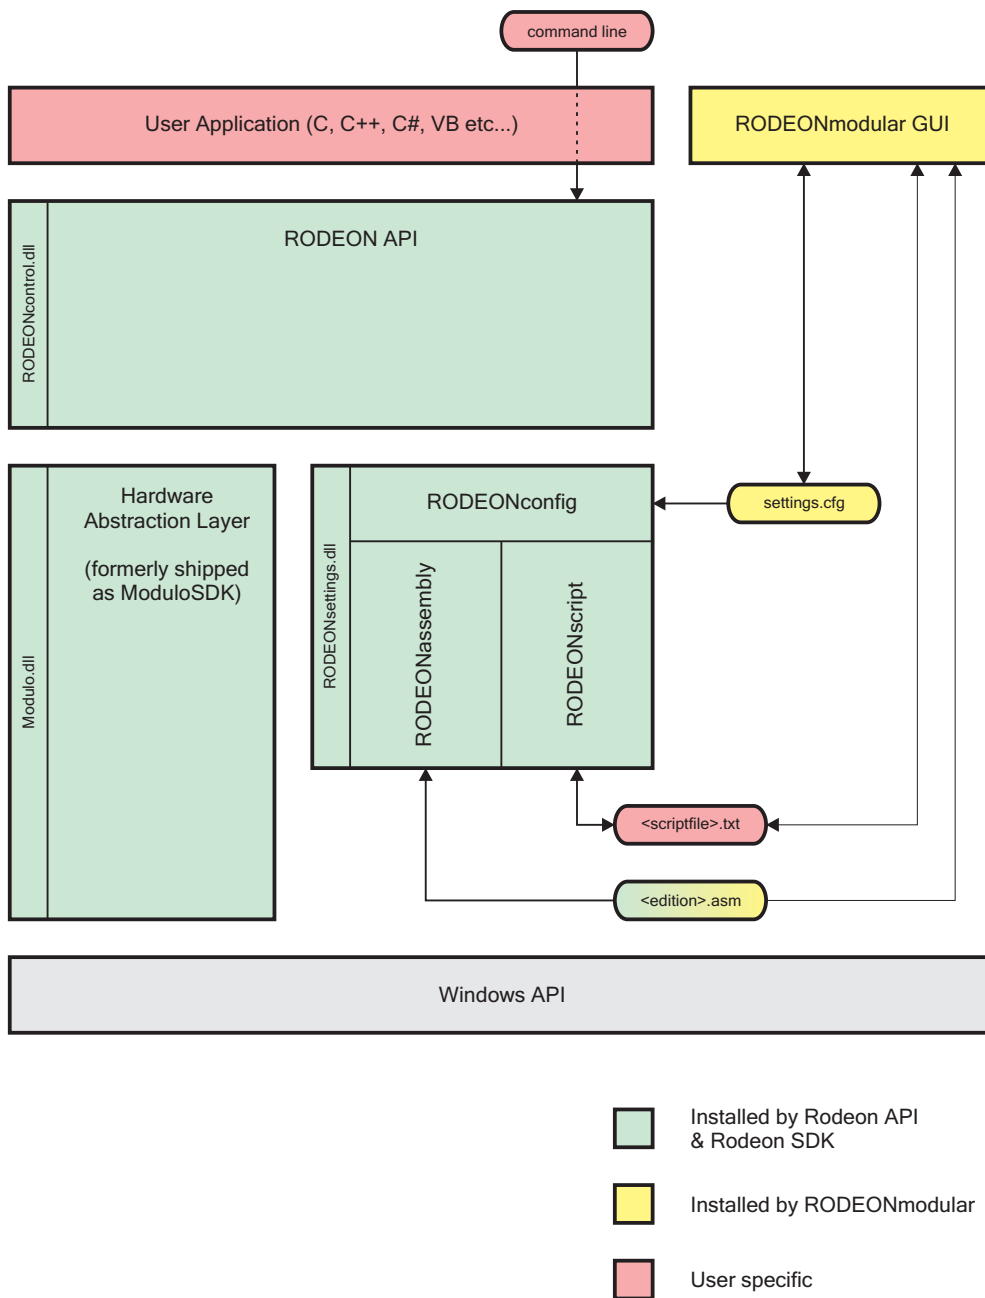 command line
User Application (C, C++, C#, VB etc...)
RODEONmodular GUI
RODEONcontrol.dll
RODEON API
Modulo.dll
Hardware
Abstraction Layer
(formerly shipped
as ModuloSDK)
RODEONsettings.dll
RODEONconfig
RODEONassembly
RODEONscript
settings.cfg
<scriptfile>.txt
<edition>.asm
Windows API
Installed by Rodeon API
& Rodeon SDK
Installed by RODEONmodular
User specific